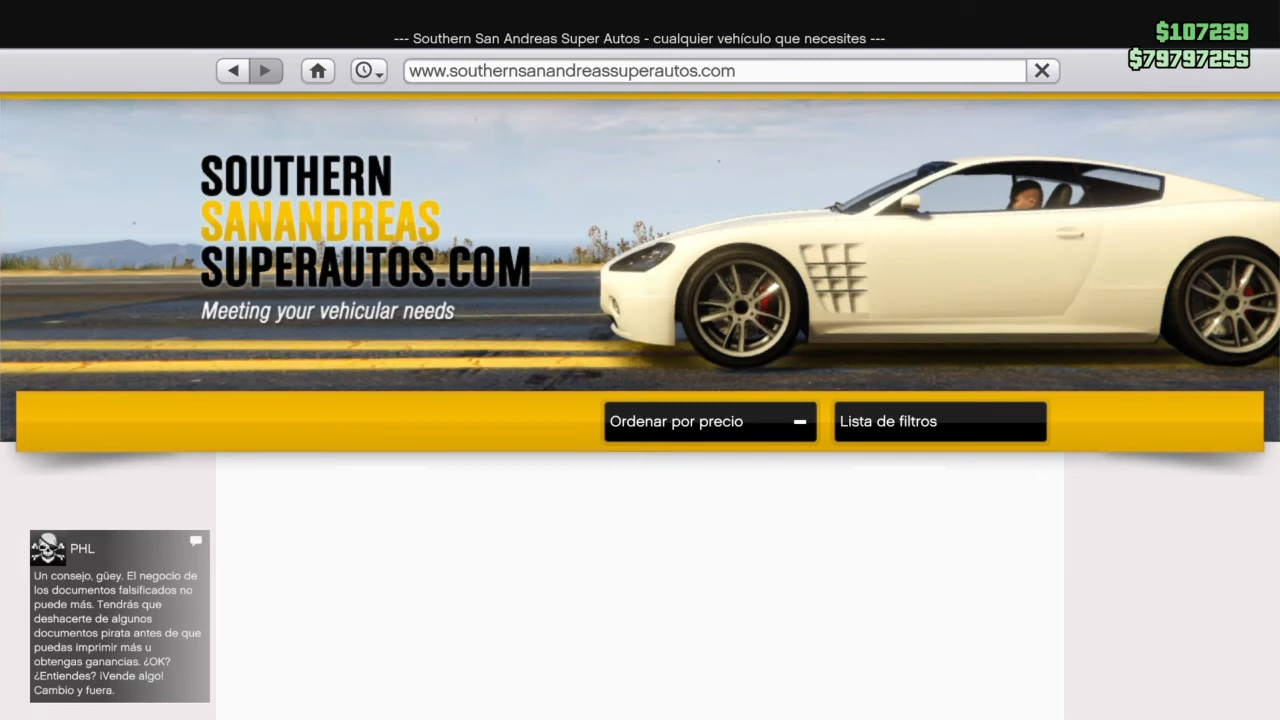 --- Southern San Andreas Super Autos - cualquier vehículo que necesites ---
$107239
$79797255
www.southernsanandreassuperautos.com
SOUTHERN
SANANDREAS
SUPERAUTOS.COM
Meeting your vehicular needs
Ordenar por precio
Lista de filtros
PHL
Un consejo, güey. El negocio de
los documentos falsificados no
puede más. Tendrás que
deshacerte de algunos
documentos pirata antes de que
puedas imprimir más u
obtengas ganancias. ¿OK?
¿Entiendes? ¡Vende algo!
Cambio y fuera.